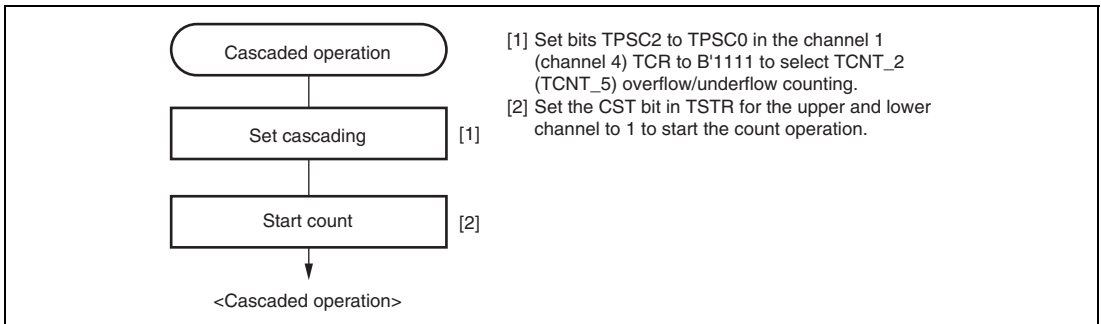 Cascaded operation
Set cascading
[1]
Start count
[2]
<Cascaded operation>
[1] Set bits TPSC2 to TPSC0 in the channel 1
(channel 4) TCR to B'1111 to select TCNT_2
(TCNT_5) overflow/underflow counting.
[2] Set the CST bit in TSTR for the upper and lower
channel to 1 to start the count operation.